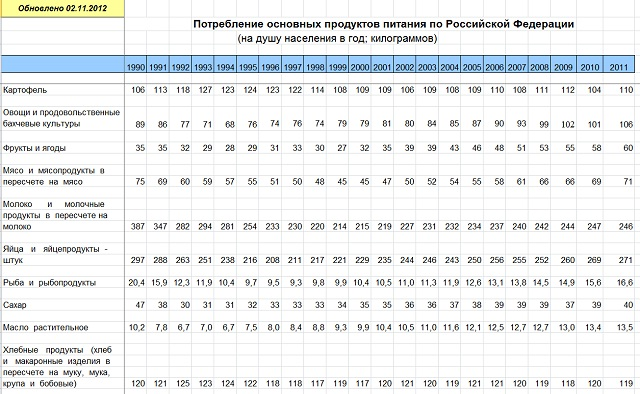 Обновлено 02.11.2012
Потребление основных продуктов питания по Российской Федерации
(на душу населения в год; килограммов)
1990 1991 1992 1993 1994 1995 1996 1997 1998 1999 2000 2001 2002 2003 2004 2005 2006 2007 2008 2009 2010 2011
Картофель 106 113 118 127 123 124 123 122 114 108 109 109 106 109 108 109 110 108 111 112 104 110
Овощи и продовольственные
бахчевые культуры 89 86 77 71 68 76 74 76 74 79 79 81 80 84 85 87 90 93 99 102 101 106
Фрукты и ягоды 35 35 32 29 28 29 31 33 30 27 32 35 39 39 43 46 48 51 53 55 58 60
Мясо и мясопродукты в
пересчете на мясо 75 69 60 59 57 55 51 50 48 45 45 47 50 52 54 55 58 61 66 66 69 71
Молоко и молочные
продукты в пересчете на
молоко 387 347 282 294 281 254 233 230 220 214 215 219 227 231 232 234 237 240 242 244 247 246
Яйца и яйцепродукты -
штук 297 288 263 251 238 216 208 211 217 221 229 235 244 246 243 250 256 255 252 260 269 271
Рыба и рыбопродукты 20,4 15,9 12,3 11,9 10,4 9,7 9,5 9,3 9,8 9,9 10,4 10,5 11,0 11,3 11,9 12,6 13,1 13,8 14,5 14,9 15,6 16,6
Сахар 47 38 30 31 31 32 33 33 33 34 35 35 36 36 37 38 39 39 39 37 39 40
Масло растительное 10,2 7,8 6,7 7,0 6,7 7,5 8,0 8,4 8,8 9,3 9,9 10,4 10,5 11,0 11,6 12,1 12,5 12,7 12,7 13,0 13,4 13,5
Хлебные продукты (хлеб
и макаронные изделия в
пересчете на муку, мука,
крупа и бобовые) 120 121 125 123 124 122 118 118 117 119 117 120 121 120 119 121 121 120 119 118 120 119